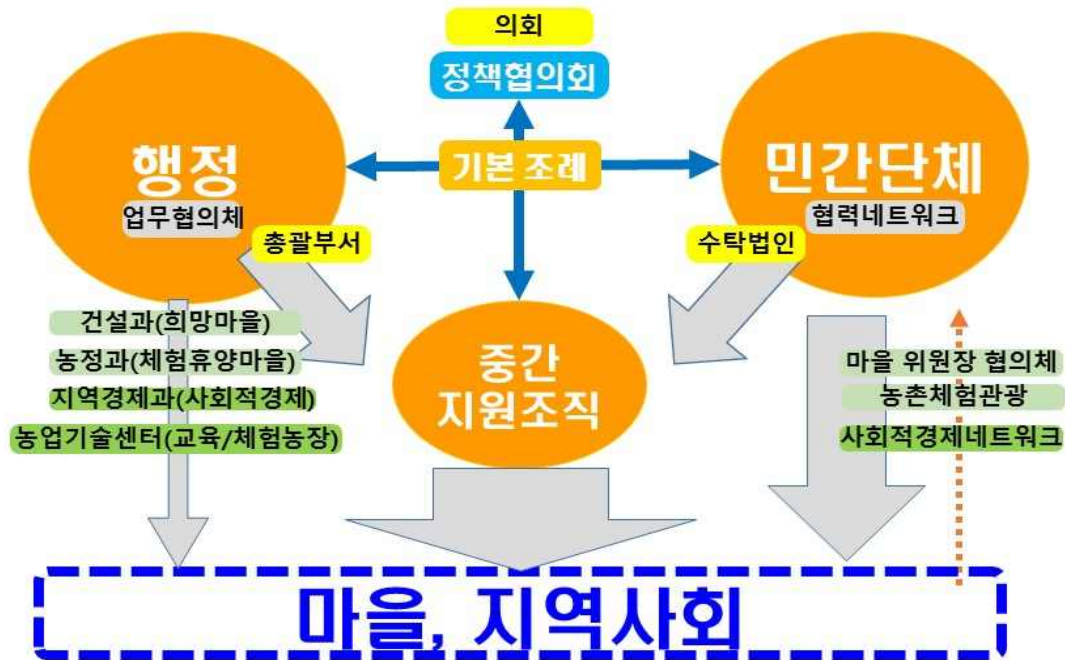 의회
정책협의회
행정
업무협의체
기본 조례
민간단체
협력네트워크
총괄부서
수탁법인
건설과(희망마을)
농정과(체험휴양마을)
지역경제과(사회적경제)
농업기술센터(교육/체험농장)
중간
지원조직
마을 위원장 협의체
농촌체험관광
사회적경제네트워크
마을, 지역사회